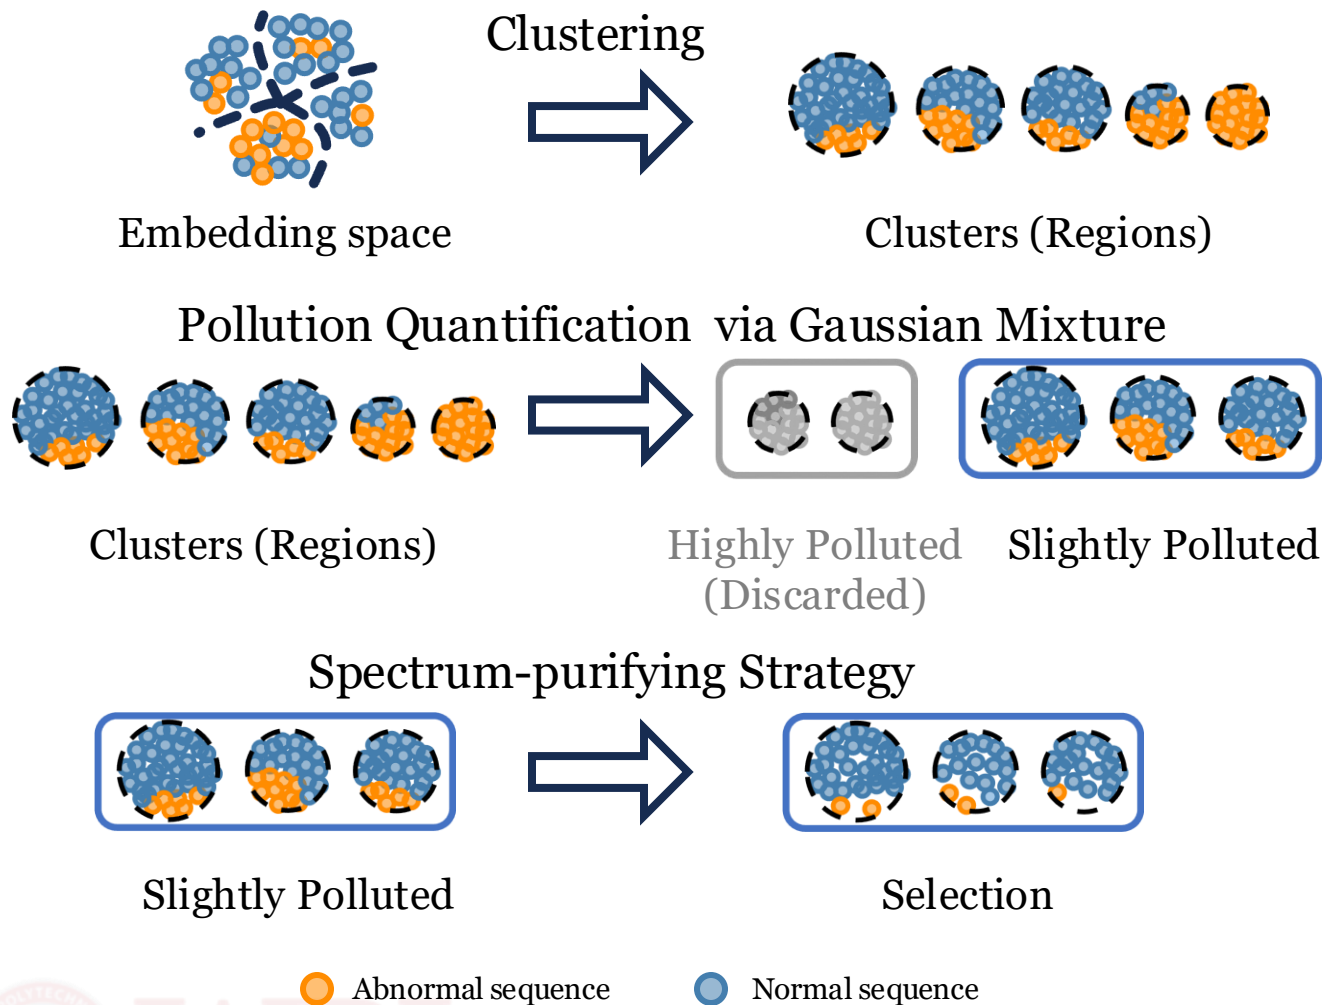 Clustering
Embedding space
Clusters (Regions)
Pollution Quantification via Gaussian Mixture
Clusters (Regions)
Highly Polluted
(Discarded)
Slightly Polluted
Spectrum-purifying Strategy
Slightly Polluted
Selection
Abnormal sequence
Normal sequence